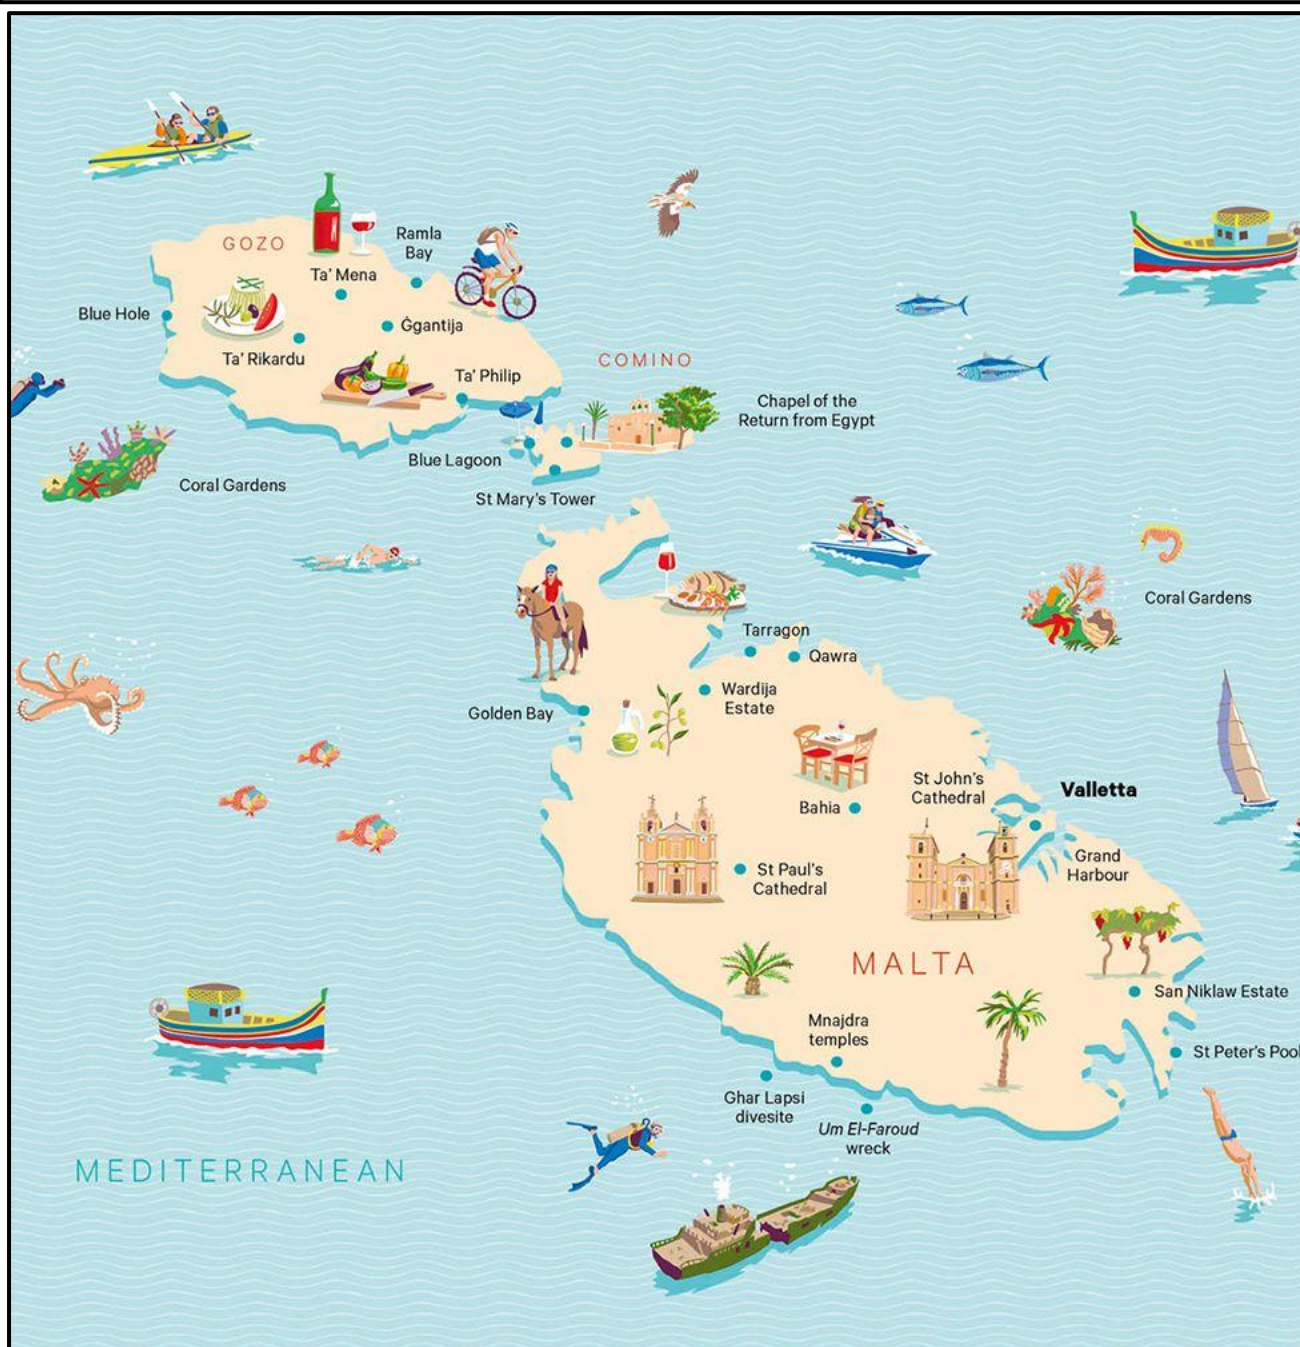 GOZO
Ramla
Bay
Ta' Mena
Blue Hole
Ġgantija
Ta' Rikardu
COMINO
Ta' Philip
Chapel of the
Return from Egypt
Blue Lagoon
Coral Gardens
St Mary's Tower
Coral Gardens
Tarragon
Qawra
Wardija
Estate
Golden Bay
St John's
Cathedral
Valletta
Bahia
Grand
Harbour
St Paul's
Cathedral
MALTA
San Niklaw Estate
Mnajdra
temples
St Peter's Pool
Ghar Lapsi
divesite
Um El-Faroud
wreck
MEDITERRANEAN